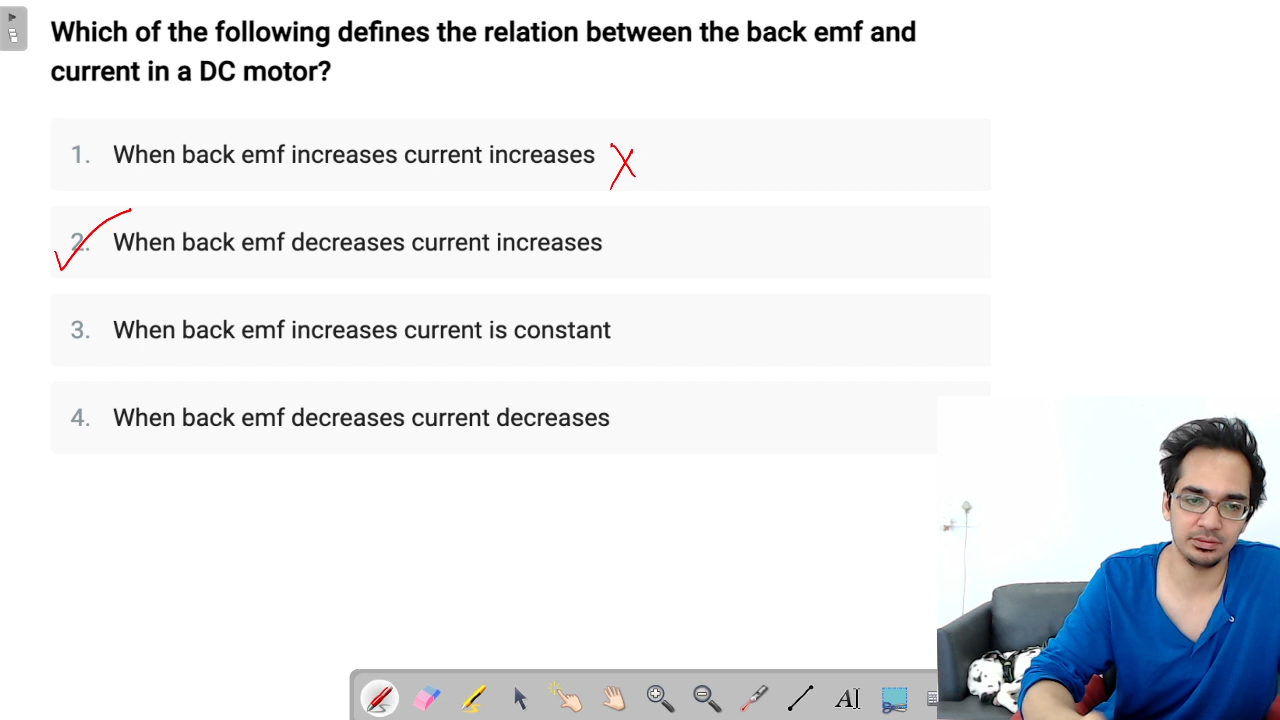 Which of the following defines the relation between the back emf and
current in a DC motor?
1. When back emf increases current increases
2. When back emf decreases current increases
3. When back emf increases current is constant
4. When back emf decreases current decreases
AI